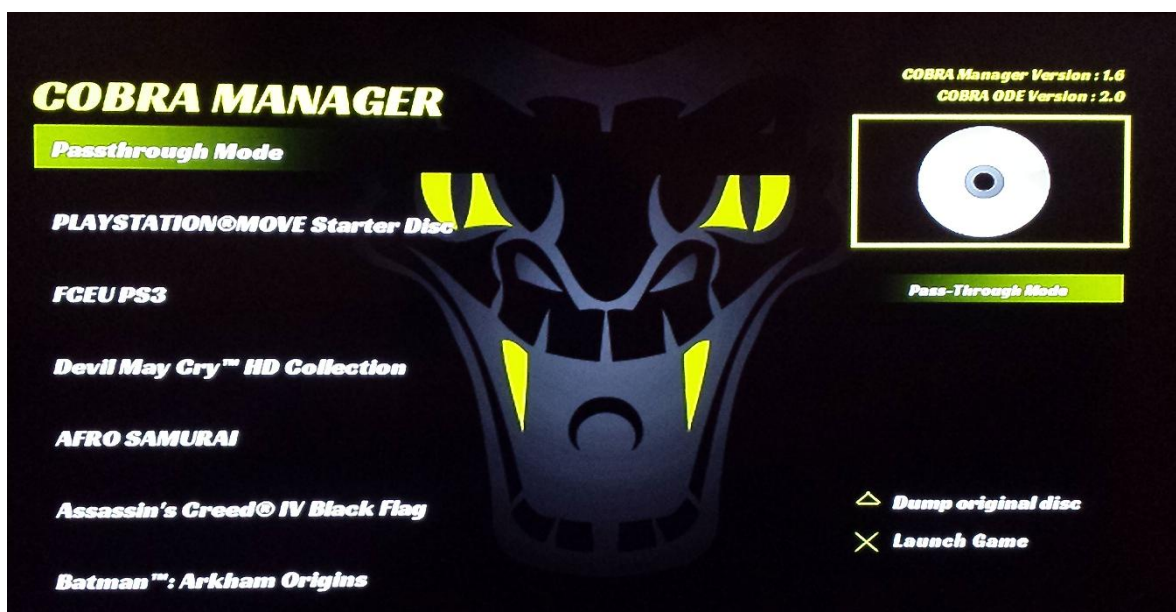 COBRA MANAGER
Passthrough Mode
PLAYSTATION®MOVE Starter Disc
FCEU PS3
Devil May Cry™ HD Collection
AFRO SAMURAI
Assassin's Creed® IV Black Flag
Batman™: Arkham Origins
COBRA Manager Version : 1.6
COBRA ODE Version : 2.0
Pass-Through Mode
Dump original disc
Launch Game